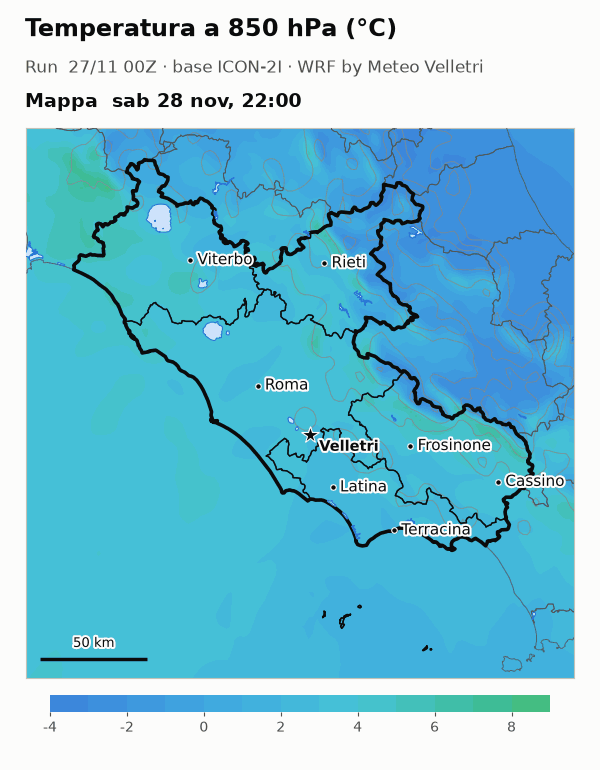 Temperatura a 850 hPa (°C)
Run  27/11 00Z · base ICON-2I · WRF by Meteo Velletri
Mappa  sab 28 nov, 22:00
Viterbo
Rieti
Roma
Velletri
Frosinone
Cassino
Latina
Terracina
50 km
-4 -2 0 2 4 6 8